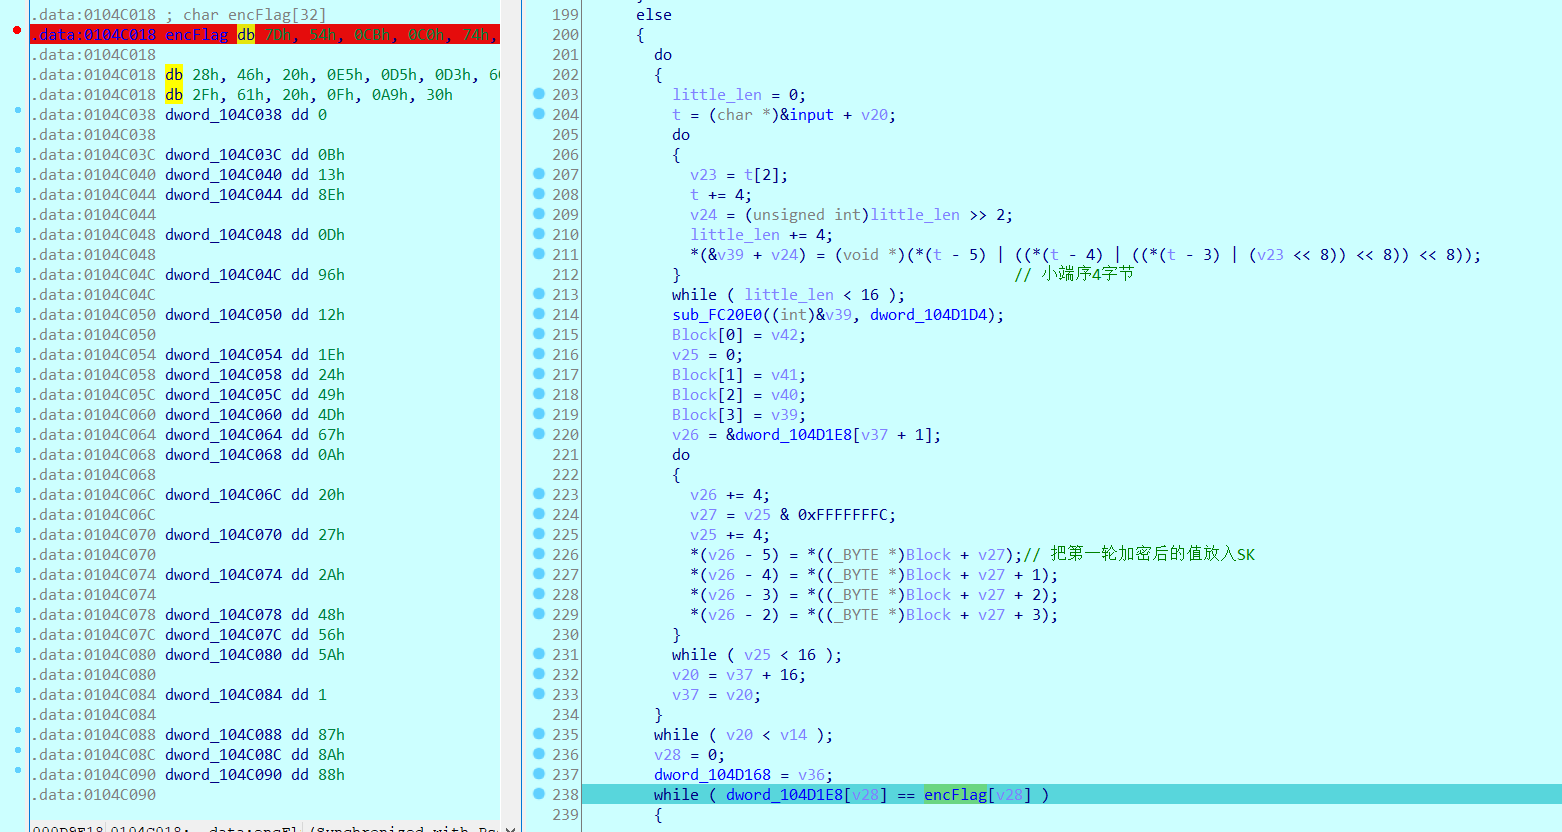 .data:0104C018 ; char encFlag[32]
.data:0104C018 encFlag db 7Dh, 54h, 0CBh, 0C0h, 74h,
.data:0104C018
.data:0104C018 db 28h, 46h, 20h, 0E5h, 0D5h, 0D3h,
.data:0104C018 db 2Fh, 61h, 20h, 0Fh, 0A9h, 30h
.data:0104C038 dword_104C038 dd 0
.data:0104C038
.data:0104C03C dword_104C03C dd 0Bh
.data:0104C040 dword_104C040 dd 13h
.data:0104C044 dword_104C044 dd 8Eh
.data:0104C044
.data:0104C048 dword_104C048 dd 0Dh
.data:0104C048
.data:0104C04C dword_104C04C dd 96h
.data:0104C04C
.data:0104C050 dword_104C050 dd 12h
.data:0104C050
.data:0104C054 dword_104C054 dd 1Eh
.data:0104C058 dword_104C058 dd 24h
.data:0104C05C dword_104C05C dd 49h
.data:0104C060 dword_104C060 dd 4Dh
.data:0104C064 dword_104C064 dd 67h
.data:0104C068 dword_104C068 dd 0Ah
.data:0104C068
.data:0104C06C dword_104C06C dd 20h
.data:0104C06C
.data:0104C070 dword_104C070 dd 27h
.data:0104C070
.data:0104C074 dword_104C074 dd 2Ah
.data:0104C074
.data:0104C078 dword_104C078 dd 48h
.data:0104C07C dword_104C07C dd 56h
.data:0104C080 dword_104C080 dd 5Ah
.data:0104C080
.data:0104C084 dword_104C084 dd 1
.data:0104C084
.data:0104C088 dword_104C088 dd 87h
.data:0104C08C dword_104C08C dd 8Ah
.data:0104C090 dword_104C090 dd 88h
.data:0104C090
199 else
200 {
201 do
202 {
203 little_len = 0;
204 t = (char *)&input + v20;
205 do
206 {
207 v23 = t[2];
208 t += 4;
209 v24 = (unsigned int)little_len >> 2;
210 little_len += 4;
211 *(&v39 + v24) = (void *)(*(t - 5) | ((*(t - 4) | ((*(t - 3) | (v23 << 8)) << 8)) << 8));
212 } // 小端序4字节
213 while ( little_len < 16 );
214 sub_FC20E0((int)&v39, dword_104D1D4);
215 Block[0] = v42;
216 v25 = 0;
217 Block[1] = v41;
218 Block[2] = v40;
219 Block[3] = v39;
220 v26 = &dword_104D1E8[v37 + 1];
221 do
222 {
223 v26 += 4;
224 v27 = v25 & 0xFFFFFFFC;
225 v25 += 4;
226 *(v26 - 5) = *((_BYTE *)Block + v27);// 把第一轮加密后的值放入SK
227 *(v26 - 4) = *((_BYTE *)Block + v27 + 1);
228 *(v26 - 3) = *((_BYTE *)Block + v27 + 2);
229 *(v26 - 2) = *((_BYTE *)Block + v27 + 3);
230 }
231 while ( v25 < 16 );
232 v20 = v37 + 16;
233 v37 = v20;
234 }
235 while ( v20 < v14 );
236 v28 = 0;
237 dword_104D168 = v36;
238 while ( dword_104D1E8[v28] == encFlag[v28] )
239 {